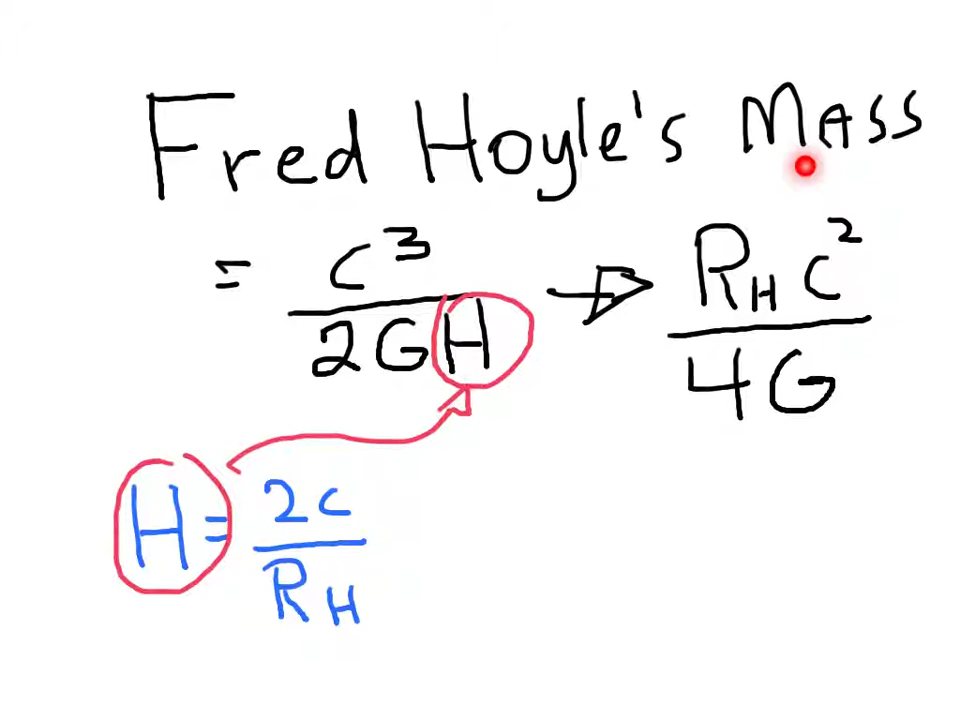 Fred Hoyle's Mass
= c³/2GH → R_H c²/4G
H = 2c/R_H